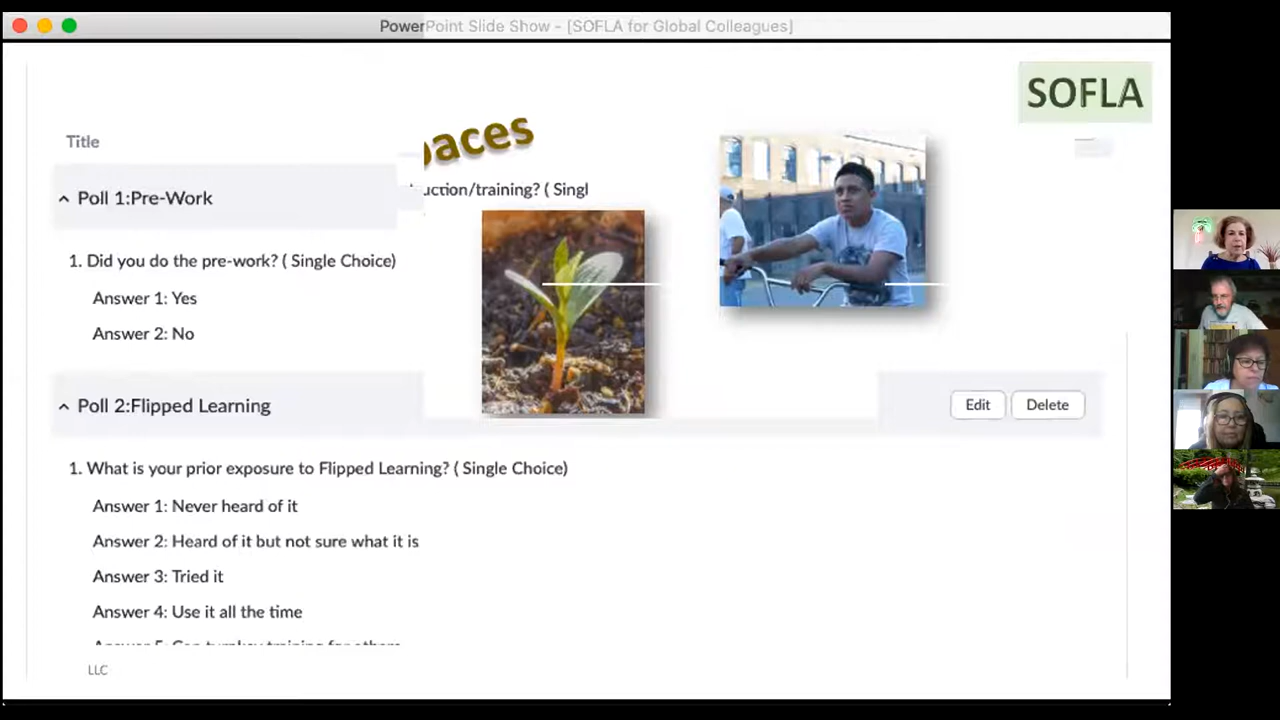 PowerPoint Slide Show - [SOFLA for Global Colleagues]
SOFLA
Title
Poll 1:Pre-Work
uction/training? ( Singl
1. Did you do the pre-work? ( Single Choice)
Answer 1: Yes
Answer 2: No
Poll 2:Flipped Learning
Edit
Delete
1. What is your prior exposure to Flipped Learning? ( Single Choice)
Answer 1: Never heard of it
Answer 2: Heard of it but not sure what it is
Answer 3: Tried it
Answer 4: Use it all the time
LLC